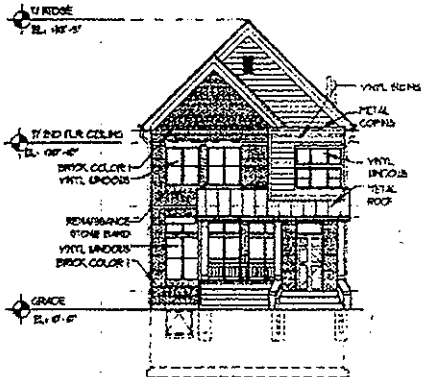 T/ RIDGE
VINYL SIDING
METAL
COPING
T/ 2ND FLR CEILING
BRICK COLOR 1
VINYL WINDOWS
VINYL
WINDOWS
METAL
ROOF
RENAISSANCE
STONE BAND
VINYL WINDOWS
BRICK COLOR
GRADE